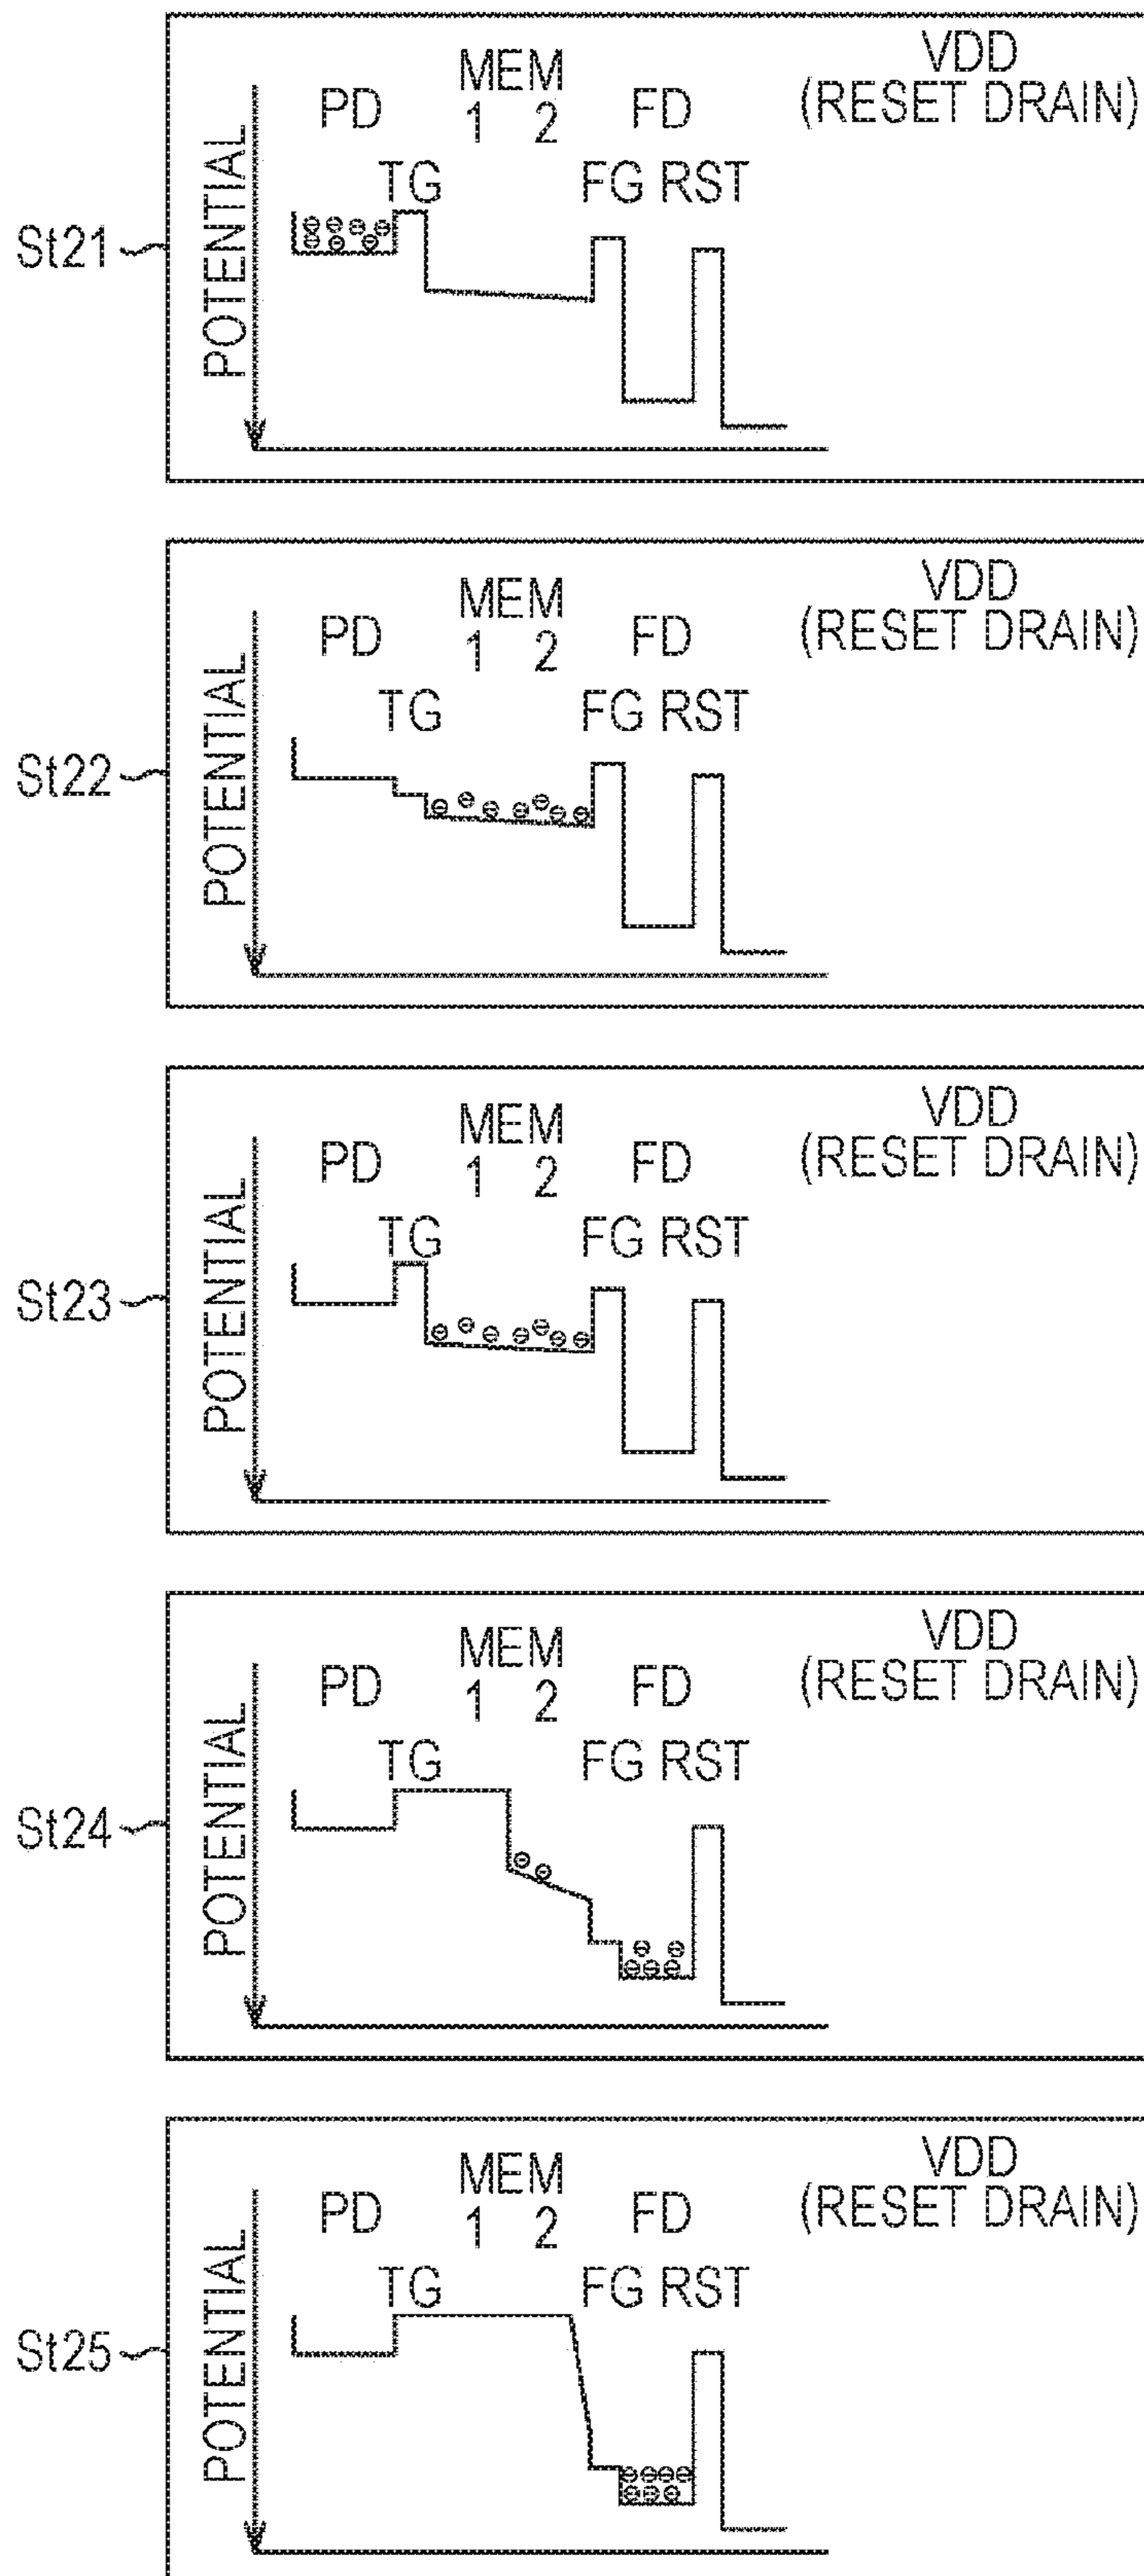 St21
POTENTIAL
PD
MEM
1 2
FD
VDD
(RESET DRAIN)
TG
FG RST
St22
POTENTIAL
PD
MEM
1 2
FD
VDD
(RESET DRAIN)
TG
FG RST
St23
POTENTIAL
PD
MEM
1 2
FD
VDD
(RESET DRAIN)
TG
FG RST
St24
POTENTIAL
PD
MEM
1 2
FD
VDD
(RESET DRAIN)
TG
FG RST
St25
POTENTIAL
PD
MEM
1 2
FD
VDD
(RESET DRAIN)
TG
FG RST